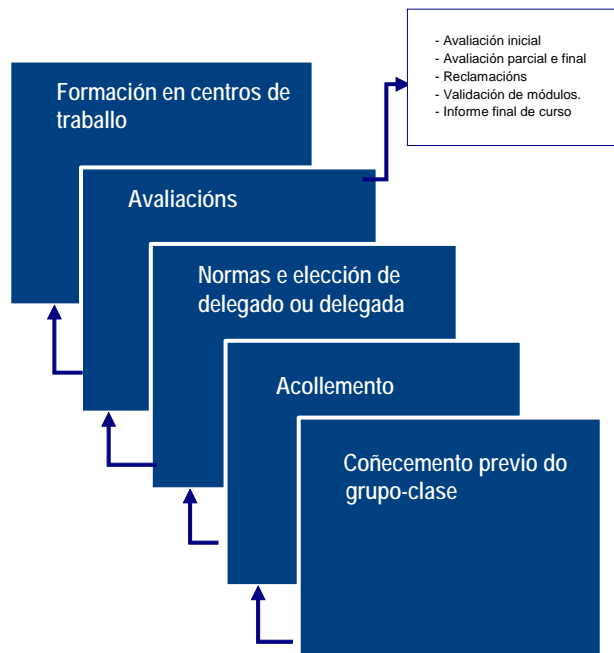 - Avaliación inicial
- Avaliación parcial e final
- Reclamacións
- Validación de módulos.
- Informe final de curso
Formación en centros de
traballo
Avaliacións
Normas e elección de
delegado ou delegada
Acollemento
Coñecemento previo do
grupo-clase